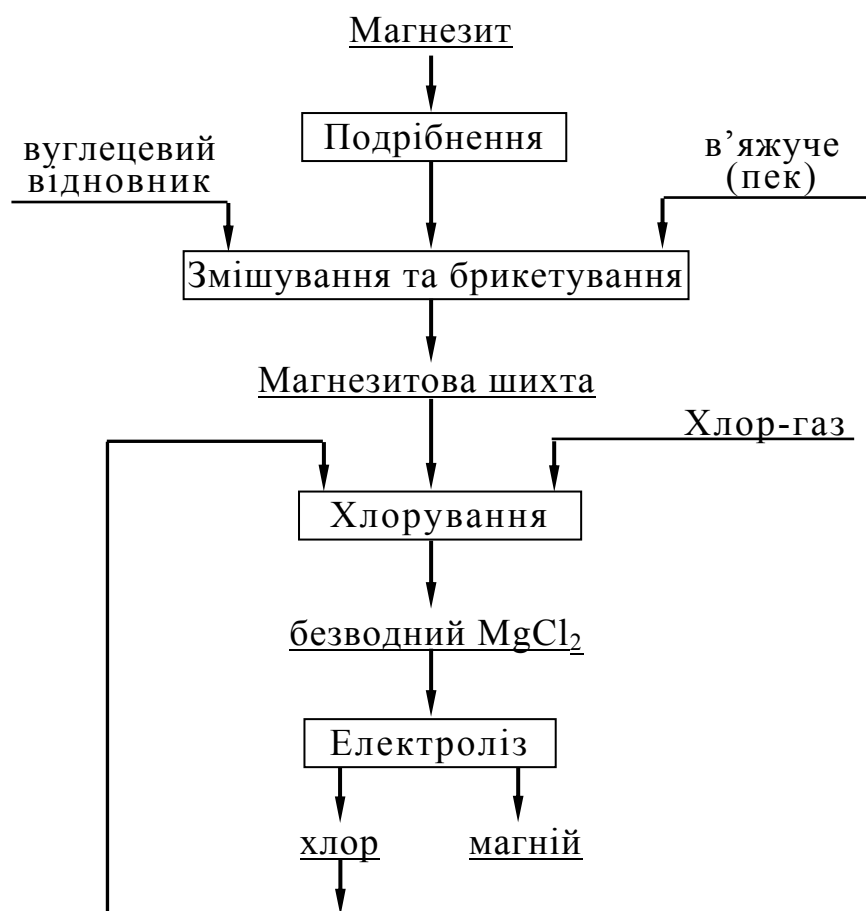 Магнезит
Подрібнення
вуглецевий
відновник
в’яжуче
(пек)
Змішування та брикетування
Магнезитова шихта
Хлор-газ
Хлорування
безводний MgCl₂
Електроліз
хлор
магній